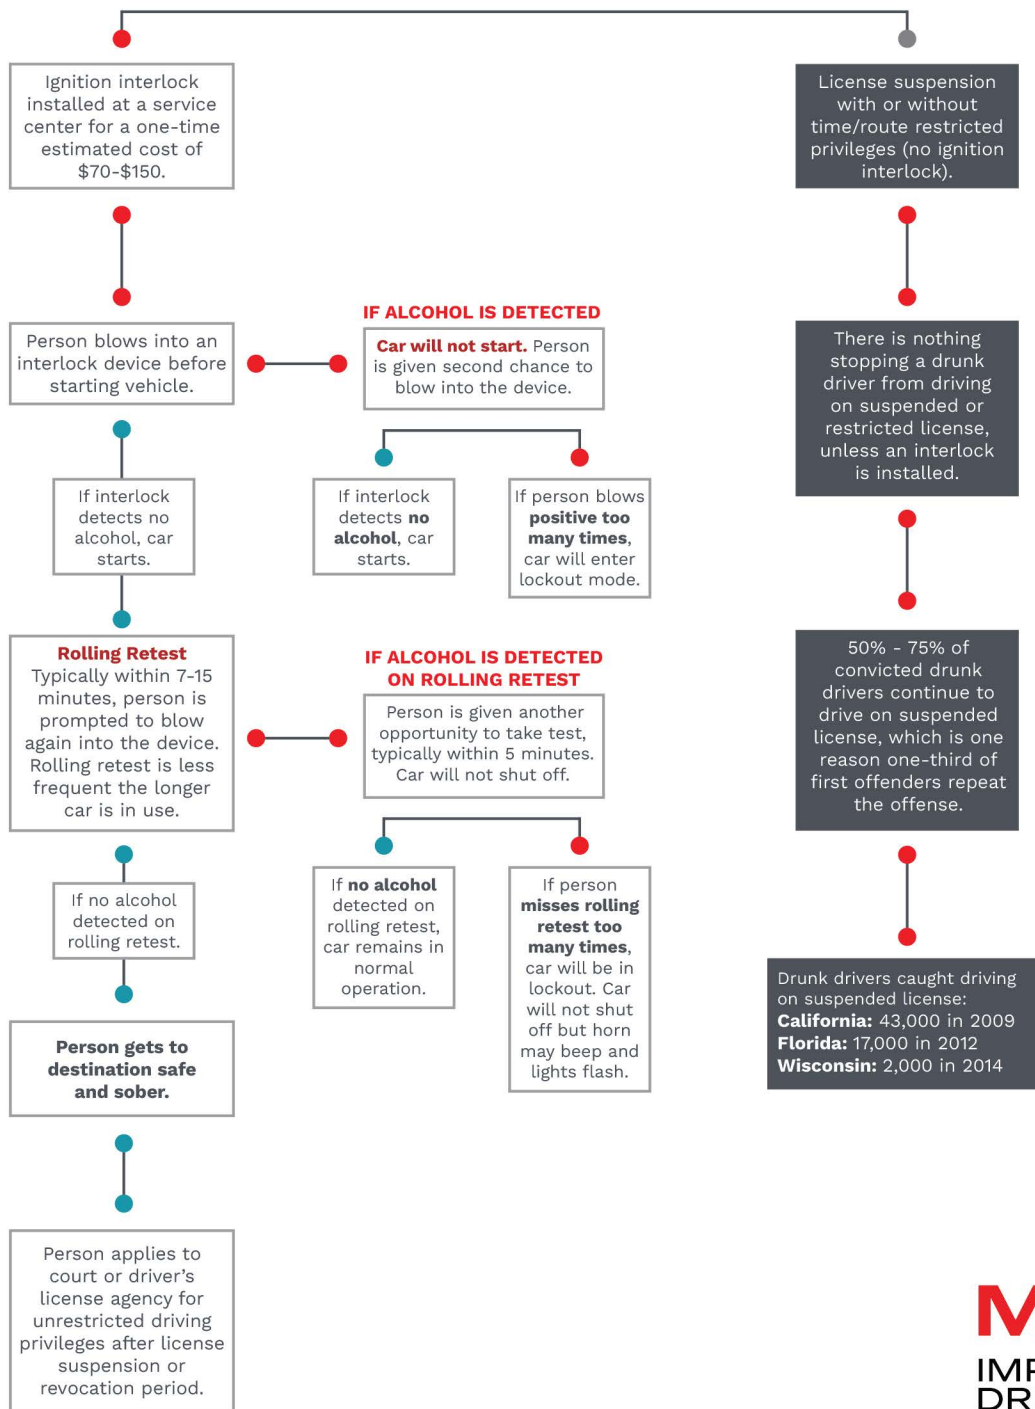 Ignition interlock
installed at a service
center for a one-time
estimated cost of
$70-$150.
License suspension
with or without
time/route restricted
privileges (no ignition
interlock).
Person blows into an
interlock device before
starting vehicle.
IF ALCOHOL IS DETECTED
Car will not start. Person
is given second chance to
blow into the device.
There is nothing
stopping a drunk
driver from driving
on suspended or
restricted license,
unless an interlock
is installed.
If interlock
detects no
alcohol, car
starts.
If interlock
detects no
alcohol, car
starts.
If person blows
positive too
many times,
car will enter
lockout mode.
Rolling Retest
Typically within 7-15
minutes, person is
prompted to blow
again into the device.
Rolling retest is less
frequent the longer
car is in use.
IF ALCOHOL IS DETECTED
ON ROLLING RETEST
Person is given another
opportunity to take test,
typically within 5 minutes.
Car will not shut off.
50% - 75% of
convicted drunk
drivers continue to
drive on suspended
license, which is one
reason one-third of
first offenders repeat
the offense.
If no alcohol
detected on
rolling retest.
If no alcohol
detected on
rolling retest,
car remains in
normal
operation.
If person
misses rolling
retest too
many times,
car will be in
lockout. Car
will not shut
off but horn
may beep and
lights flash.
Drunk drivers caught driving
on suspended license:
California: 43,000 in 2009
Florida: 17,000 in 2012
Wisconsin: 2,000 in 2014
Person gets to
destination safe
and sober.
Person applies to
court or driver's
license agency for
unrestricted driving
privileges after license
suspension or
revocation period.